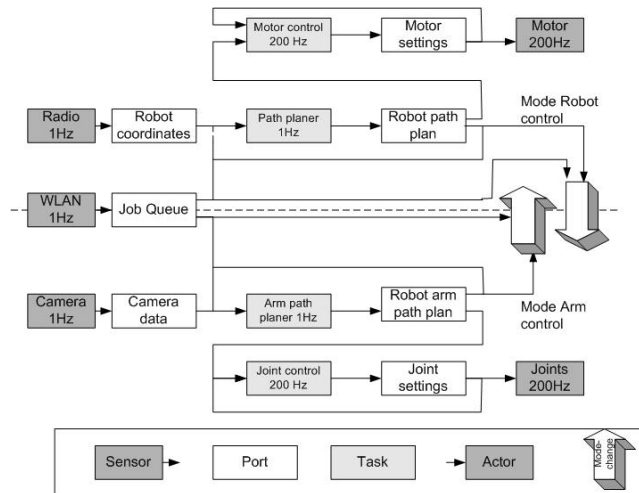 Motor control
200 Hz
Motor
settings
Motor
200Hz
Radio
1Hz
Robot
coordinates
Path planer
1Hz
Robot path
plan
Mode Robot
control
WLAN
1Hz
Job Queue
Camera
1Hz
Camera
data
Arm path
planer 1Hz
Robot arm
path plan
Mode Arm
control
Joint control
200 Hz
Joint
settings
Joints
200Hz
Sensor
Port
Task
Actor
Mode-
change